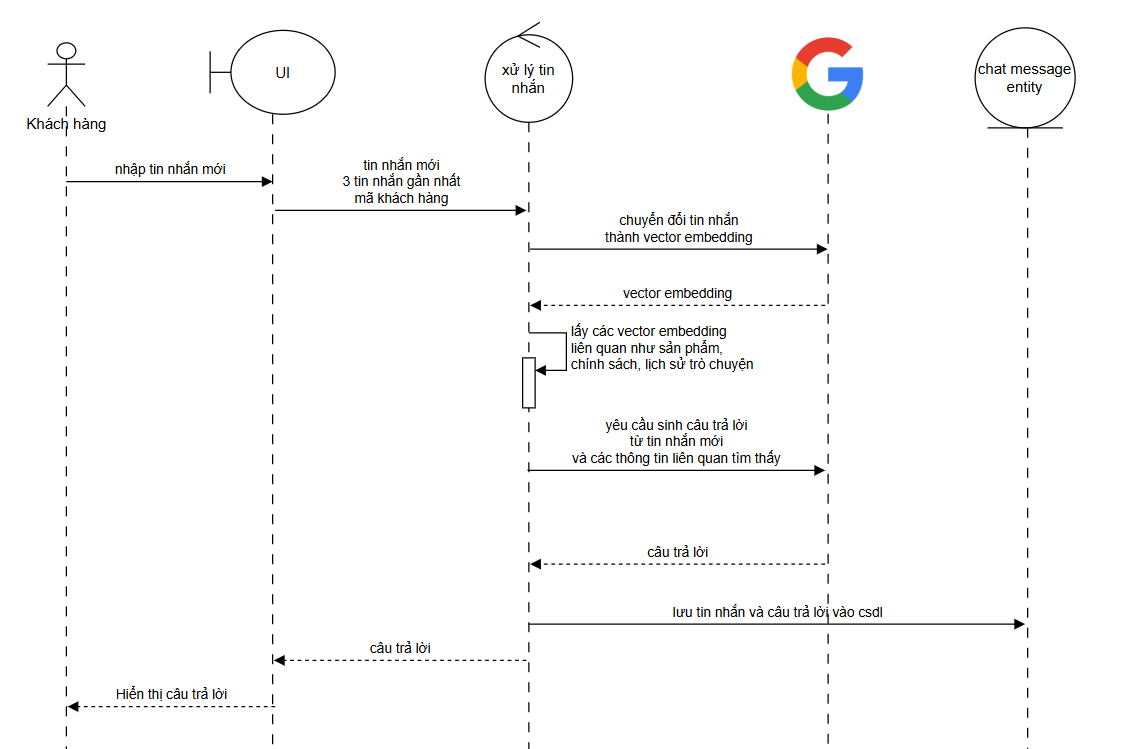 UI
xử lý tin
nhắn
chat message
entity
Khách hàng
nhập tin nhắn mới
tin nhắn mới
3 tin nhắn gần nhất
mã khách hàng
chuyển đổi tin nhắn
thành vector embedding
vector embedding
lấy các vector embedding
liên quan như sản phẩm,
chính sách, lịch sử trò chuyện
yêu cầu sinh câu trả lời
từ tin nhắn mới
và các thông tin liên quan tìm thấy
câu trả lời
lưu tin nhắn và câu trả lời vào csdl
câu trả lời
Hiển thị câu trả lời